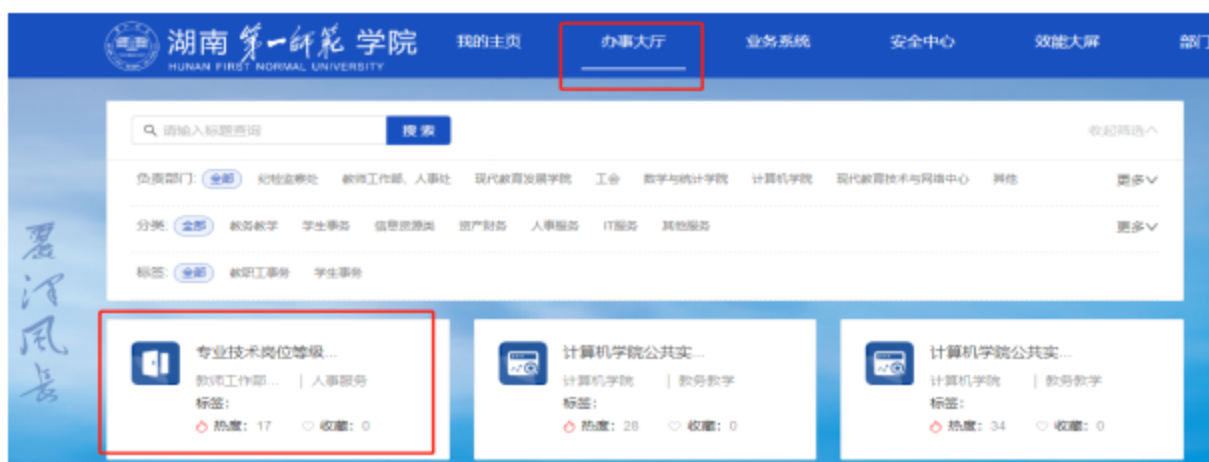 湖南第一师范学院 我的主页 办事大厅 业务系统 安全中心 效能大屏 部门
HUNAN FIRST NORMAL UNIVERSITY
请输入标题查询 搜索 收起筛选
负责部门: 全部 纪检监察处 教师工作部、人事处 现代教育发展学院 工会 数学与统计学院 计算机学院 现代教育技术与网络中心 其他 更多
分类: 全部 教务教学 学生事务 信息资源类 资产财务 人事服务 IT服务 其他服务 更多
标签: 全部 教职工事务 学生事务
专业技术岗位等级... 计算机学院公共实... 计算机学院公共实...
教师工作部... | 人事服务 计算机学院 | 教务教学 计算机学院 | 教务教学
标签: 标签: 标签:
热度: 17 收藏: 0 热度: 28 收藏: 0 热度: 34 收藏: 0